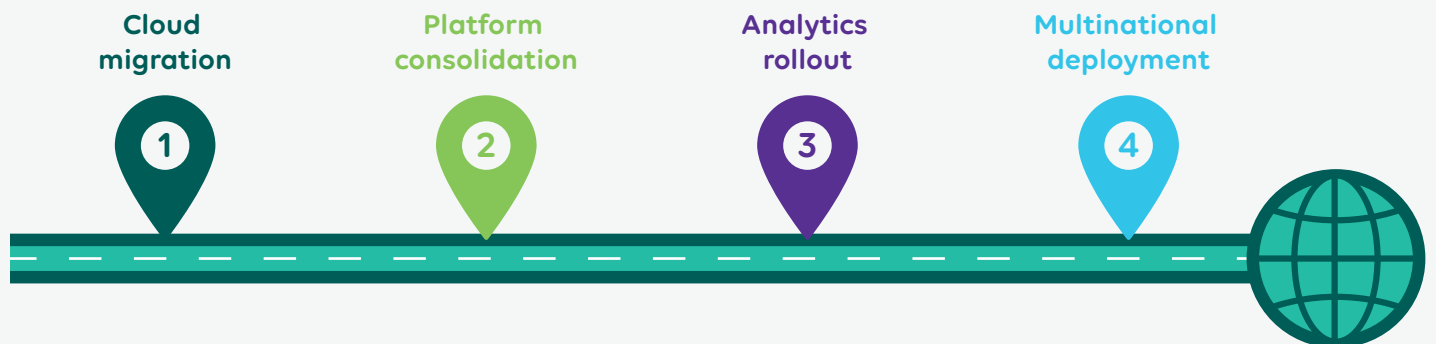 Cloud
migration
1
Platform
consolidation
2
Analytics
rollout
3
Multinational
deployment
4